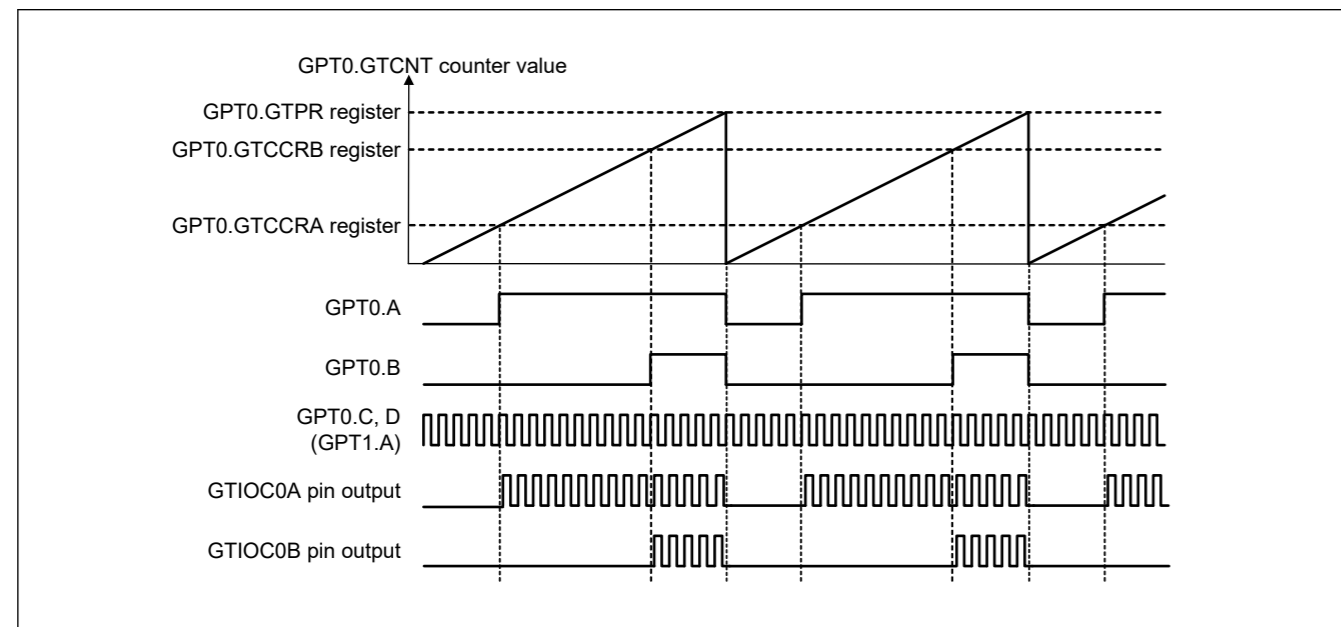 GPT0.GTCNT counter value
GPT0.GTPR register
GPT0.GTCCRB register
GPT0.GTCCRA register
GPT0.A
GPT0.B
GPT0.C, D
(GPT1.A)
GTIOC0A pin output
GTIOC0B pin output